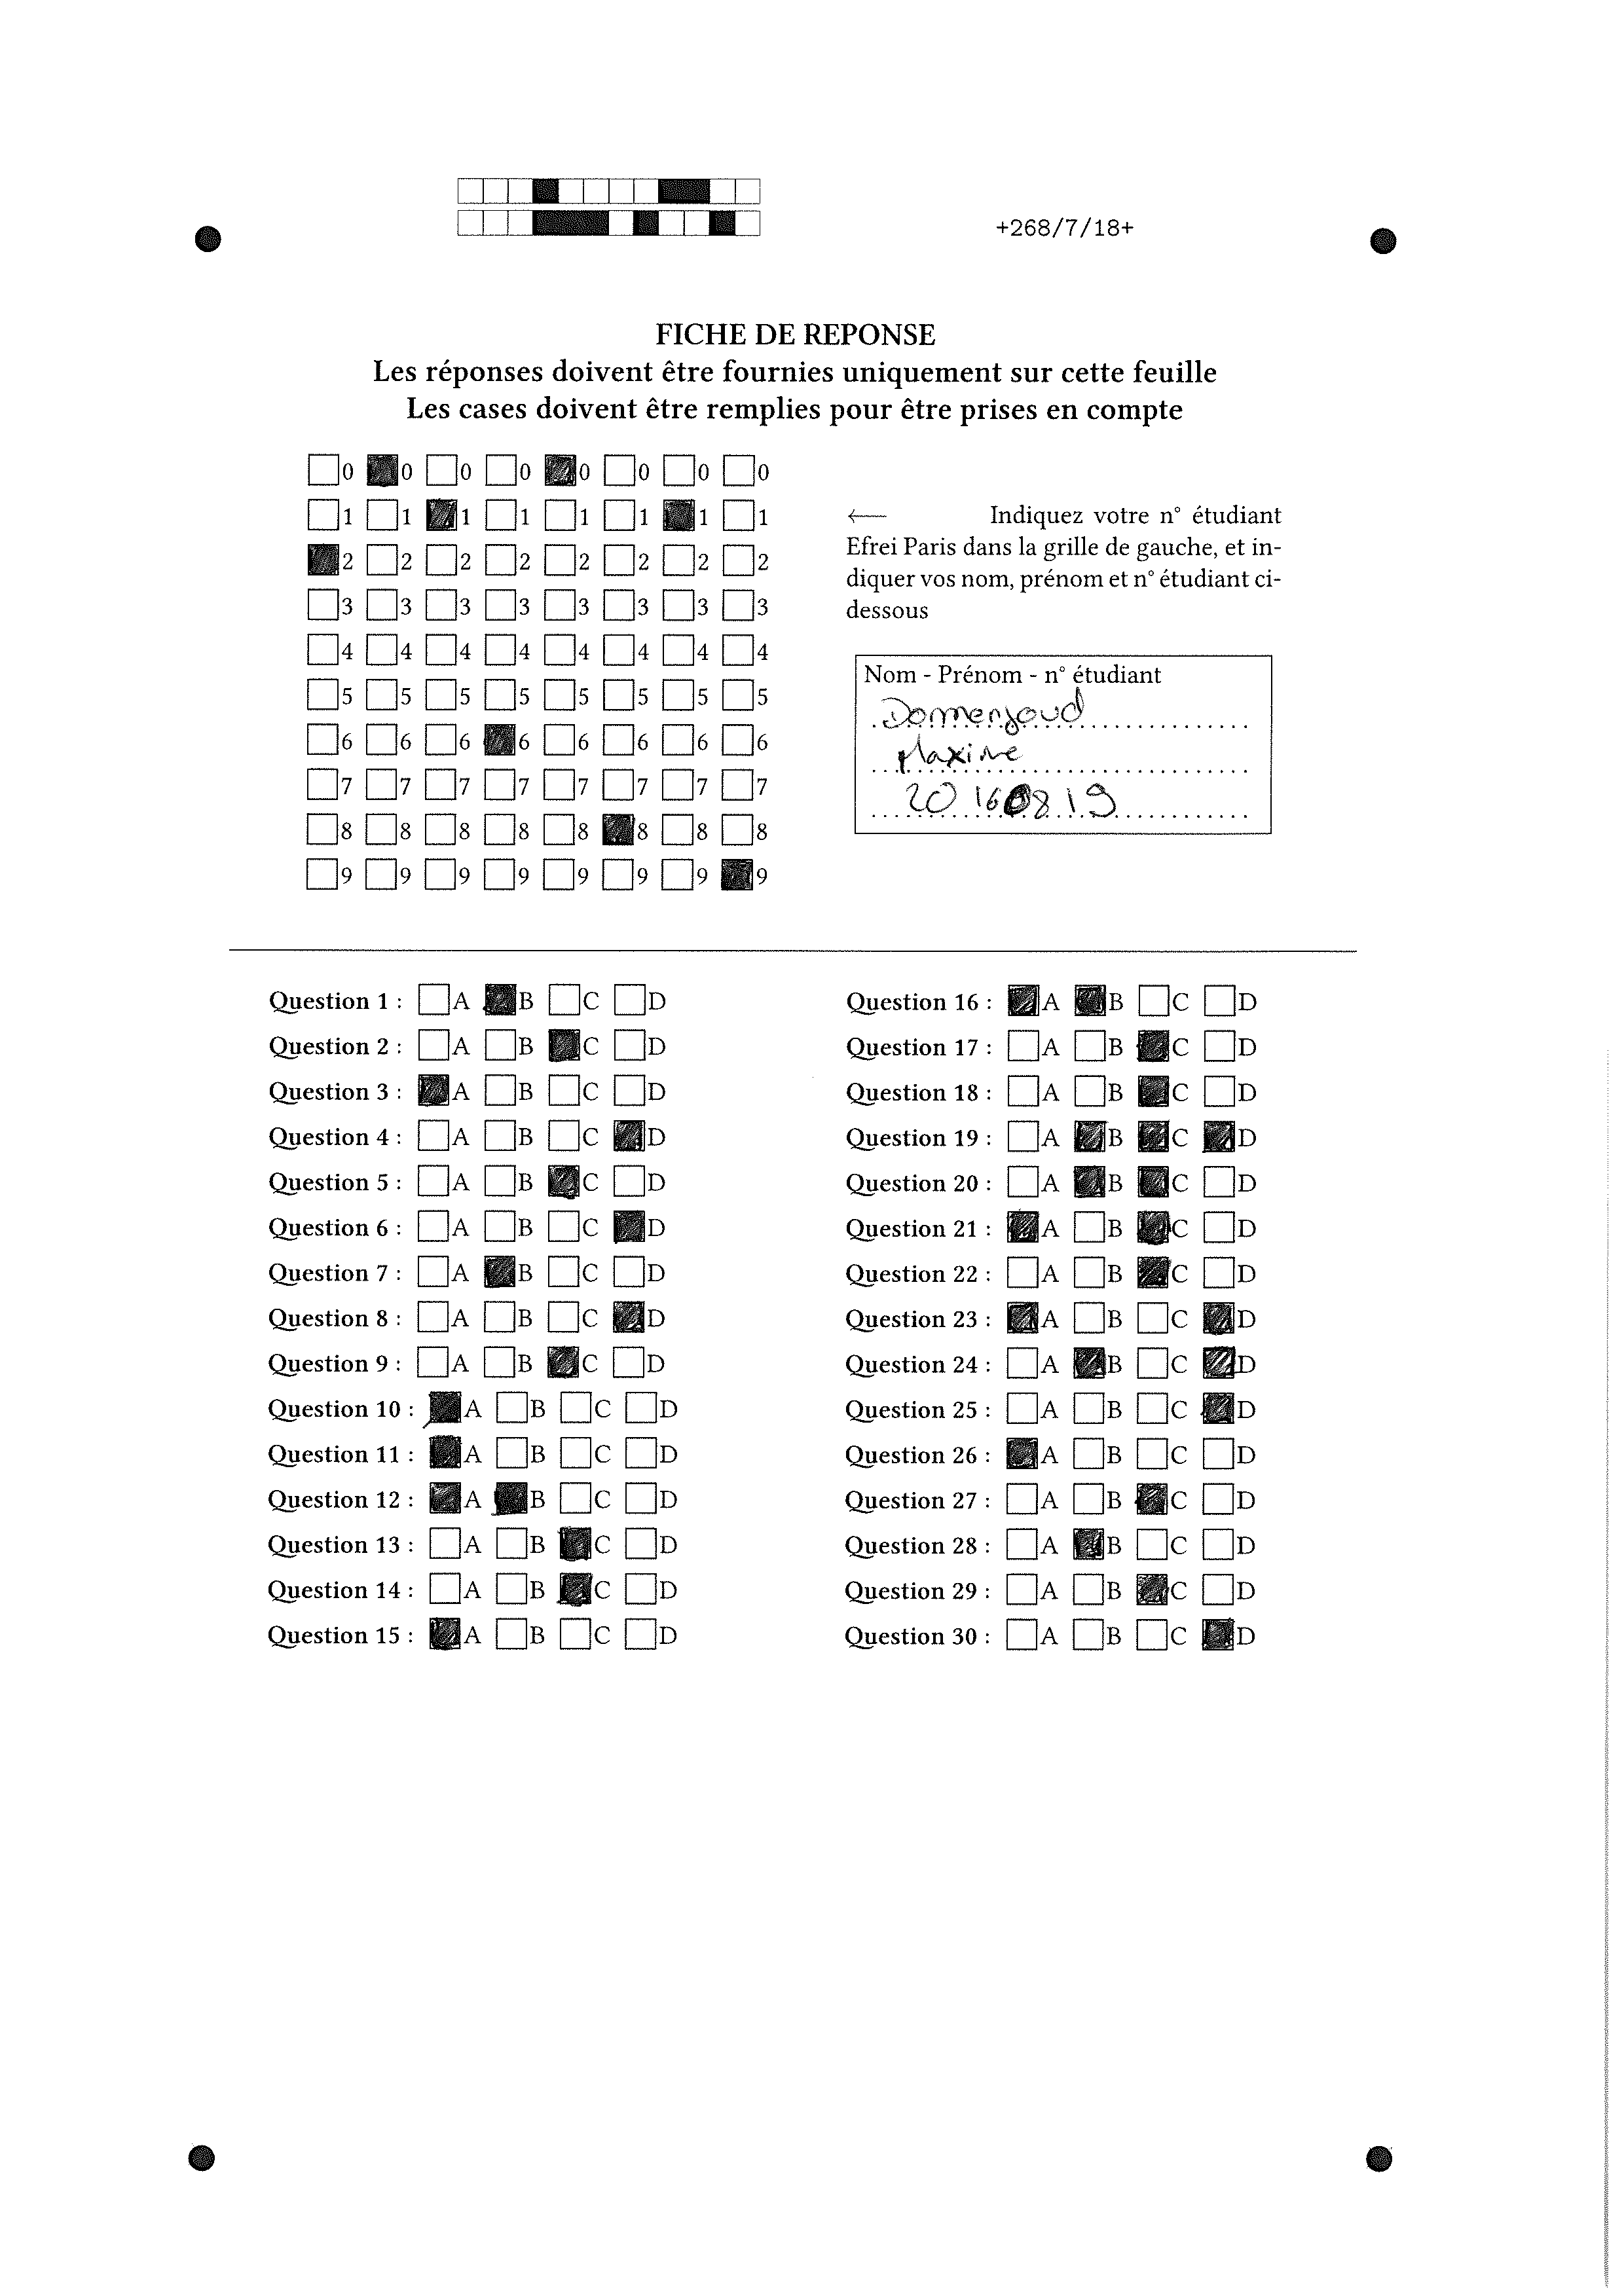 +268/7/18+
FICHE DE REPONSE
Les réponses doivent être fournies uniquement sur cette feuille
Les cases doivent être remplies pour être prises en compte
0 0 0 0 0 0 0 0
1 1 1 1 1 1 1 1
2 2 2 2 2 2 2 2
3 3 3 3 3 3 3 3
4 4 4 4 4 4 4 4
5 5 5 5 5 5 5 5
6 6 6 6 6 6 6 6
7 7 7 7 7 7 7 7
8 8 8 8 8 8 8 8
9 9 9 9 9 9 9 9
← Indiquez votre n° étudiant
Efrei Paris dans la grille de gauche, et in-
diquer vos nom, prénom et n° étudiant ci-
dessous
Nom - Prénom - n° étudiant
Domenjoud
Maxime
20160819
Question 1 : A B C D
Question 2 : A B C D
Question 3 : A B C D
Question 4 : A B C D
Question 5 : A B C D
Question 6 : A B C D
Question 7 : A B C D
Question 8 : A B C D
Question 9 : A B C D
Question 10 : A B C D
Question 11 : A B C D
Question 12 : A B C D
Question 13 : A B C D
Question 14 : A B C D
Question 15 : A B C D
Question 16 : A B C D
Question 17 : A B C D
Question 18 : A B C D
Question 19 : A B C D
Question 20 : A B C D
Question 21 : A B C D
Question 22 : A B C D
Question 23 : A B C D
Question 24 : A B C D
Question 25 : A B C D
Question 26 : A B C D
Question 27 : A B C D
Question 28 : A B C D
Question 29 : A B C D
Question 30 : A B C D